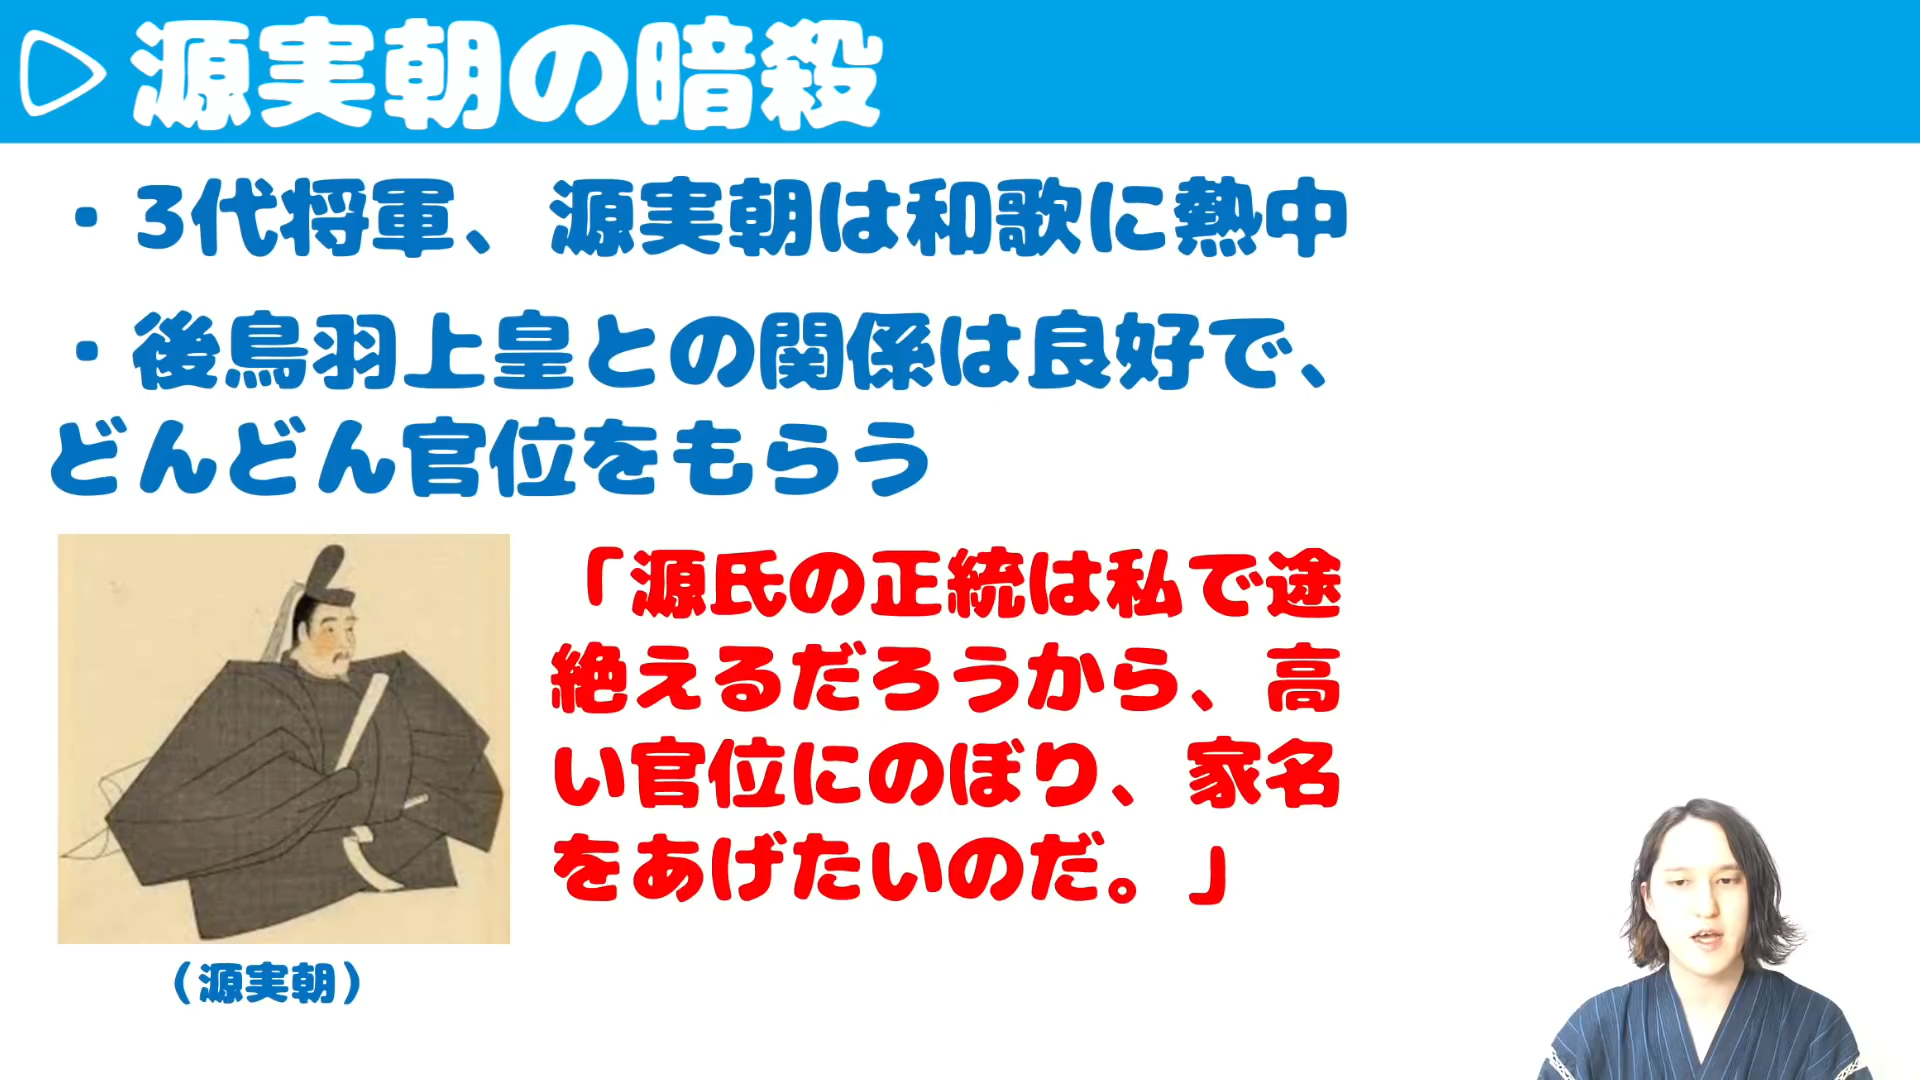 源実朝の暗殺
・3代将軍、源実朝は和歌に熱中
・後鳥羽上皇との関係は良好で、
どんどん官位をもらう
「源氏の正統は私で途
絶えるだろうから、高
い官位にのぼり、家名
をあげたいのだ。」
（源実朝）